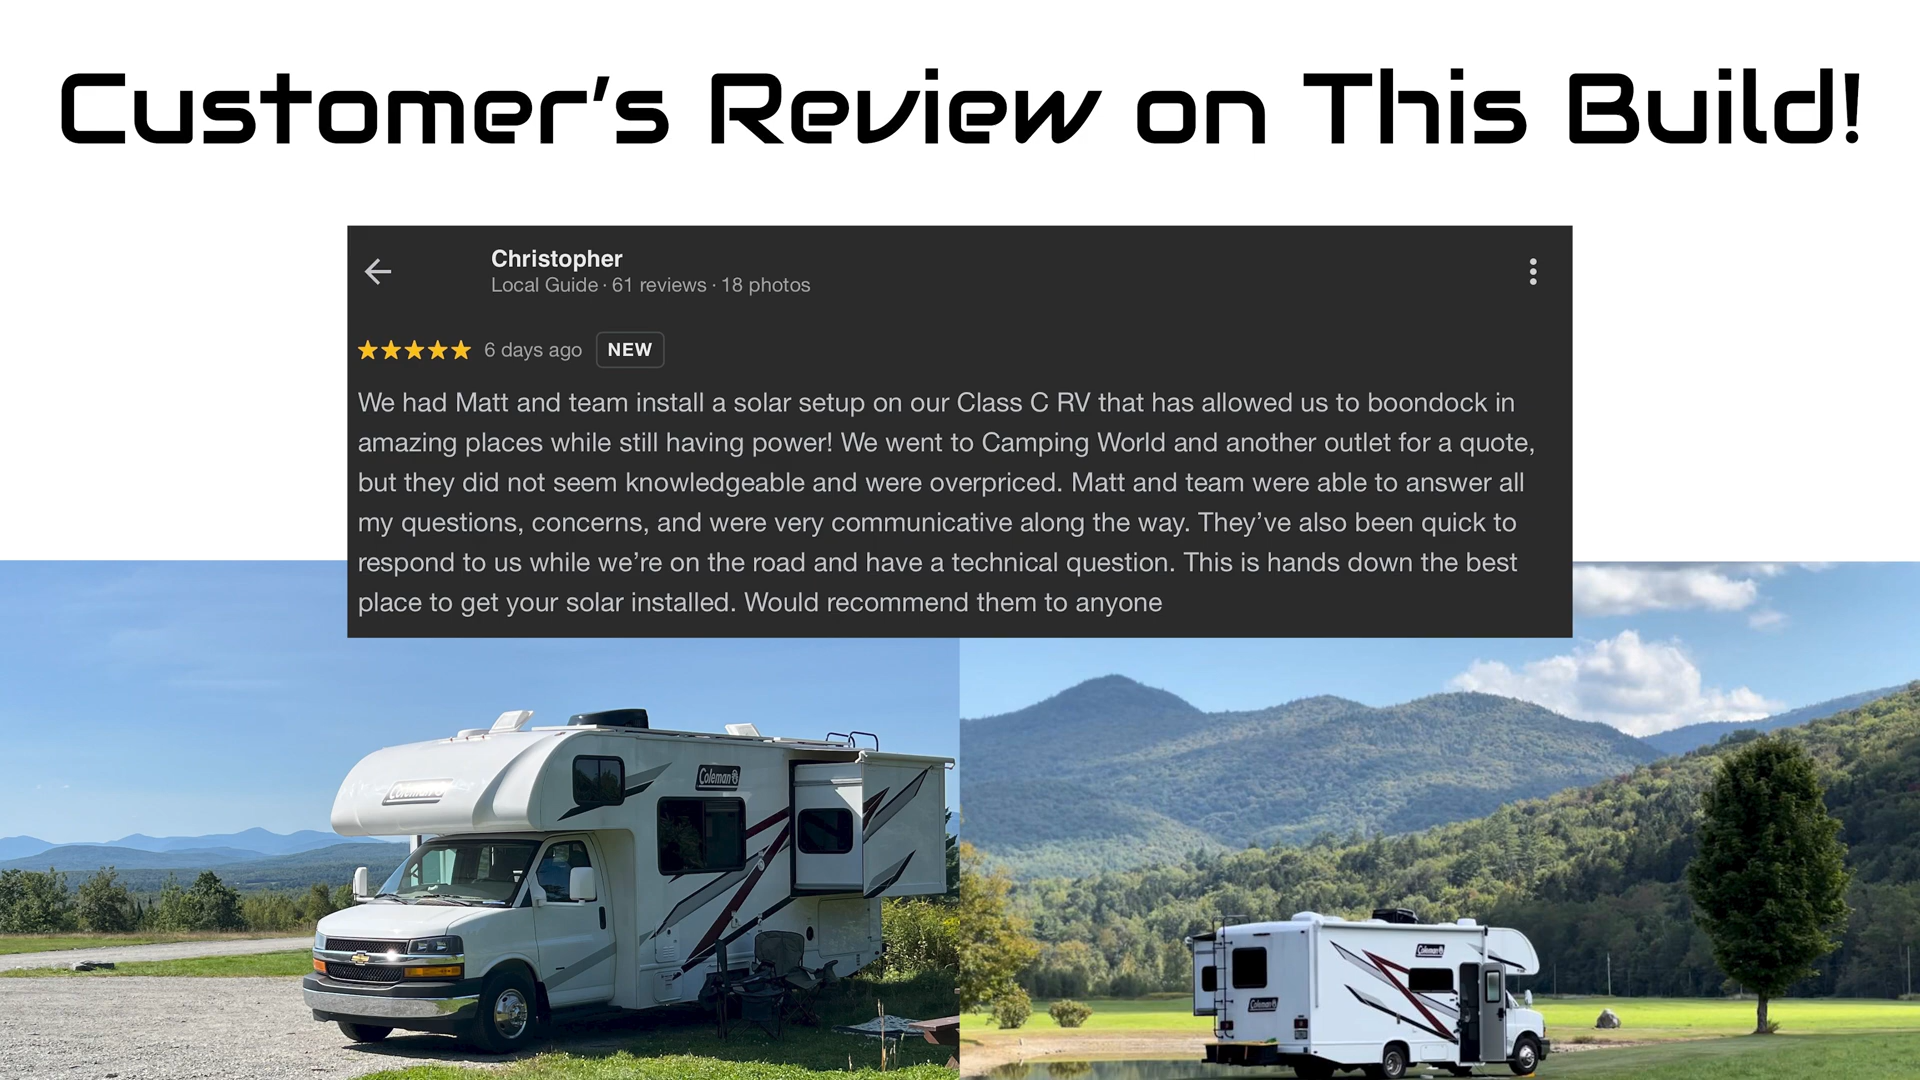 Customer's Review on This Build!
Christopher
Local Guide · 61 reviews · 18 photos
6 days ago NEW
We had Matt and team install a solar setup on our Class C RV that has allowed us to boondock in
amazing places while still having power! We went to Camping World and another outlet for a quote,
but they did not seem knowledgeable and were overpriced. Matt and team were able to answer all
my questions, concerns, and were very communicative along the way. They’ve also been quick to
respond to us while we’re on the road and have a technical question. This is hands down the best
place to get your solar installed. Would recommend them to anyone
Coleman
Coleman
Coleman
Coleman